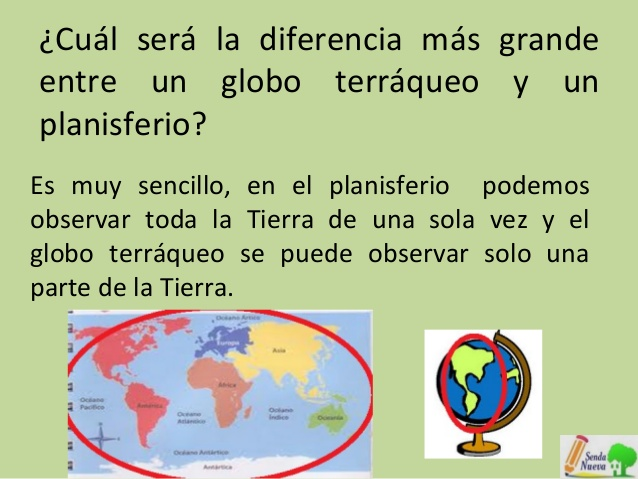 ¿Cuál será la diferencia más grande
entre un globo terráqueo y un
planisferio?
Es muy sencillo, en el planisferio podemos
observar toda la Tierra de una sola vez y el
globo terráqueo se puede observar solo una
parte de la Tierra.
Océano Ártico
Europa
Asia
África
América
Océano
Pacífico
Océano
Atlántico
Océano
Índico
Oceanía
Océano Antártico
Antártica
Senda
Nueva